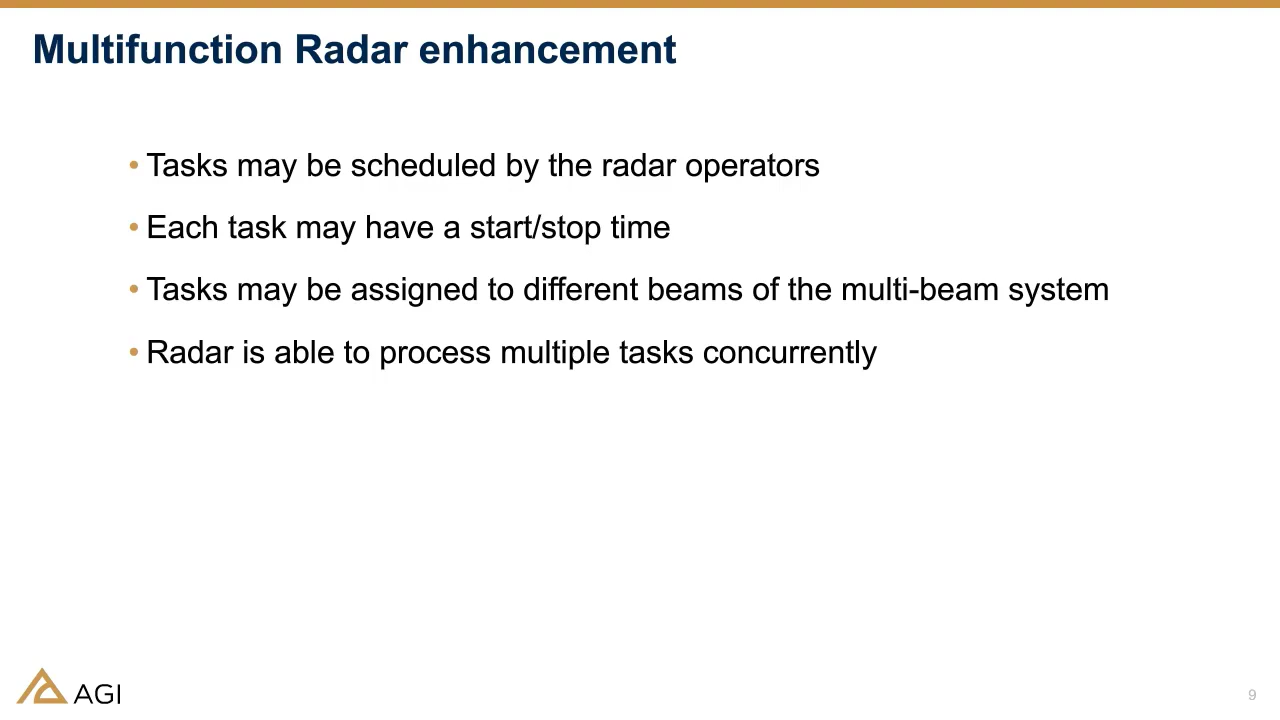 Multifunction Radar enhancement
• Tasks may be scheduled by the radar operators
• Each task may have a start/stop time
• Tasks may be assigned to different beams of the multi-beam system
• Radar is able to process multiple tasks concurrently
AGI
9